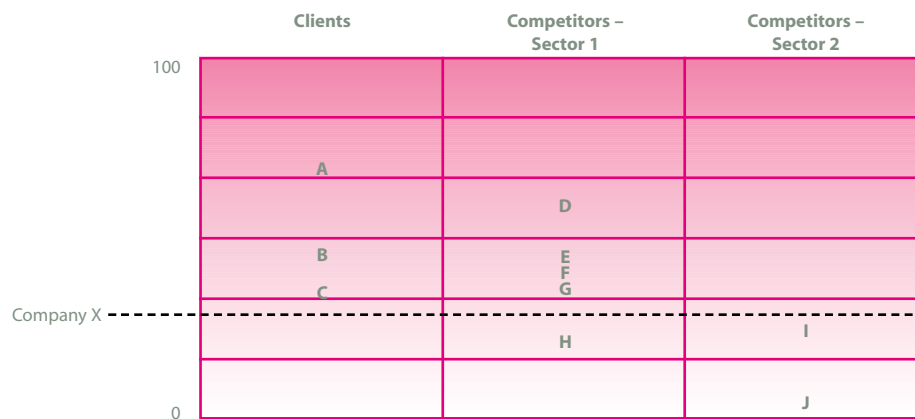 Clients
Competitors –
Sector 1
Competitors –
Sector 2
100
A
D
B
E
F
C
G
Company X
I
H
J
0